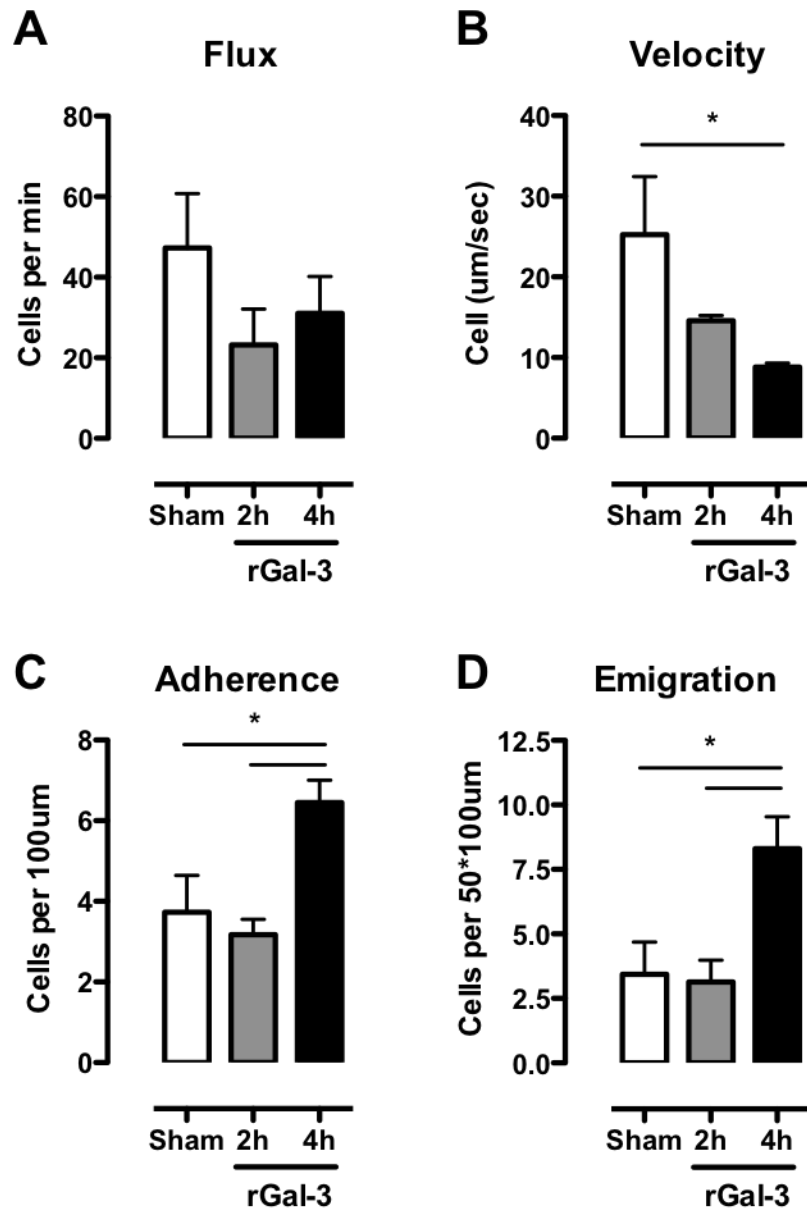 A
Flux
Cells per min
80
60
40
20
0
Sham 2h 4h
rGal-3
B
Velocity
Cell (um/sec)
40
30
20
10
0
*
Sham 2h 4h
rGal-3
C
Adherence
Cells per 100um
8
6
4
2
0
*
Sham 2h 4h
rGal-3
D
Emigration
Cells per 50*100um
12.5
10.0
7.5
5.0
2.5
0.0
*
Sham 2h 4h
rGal-3